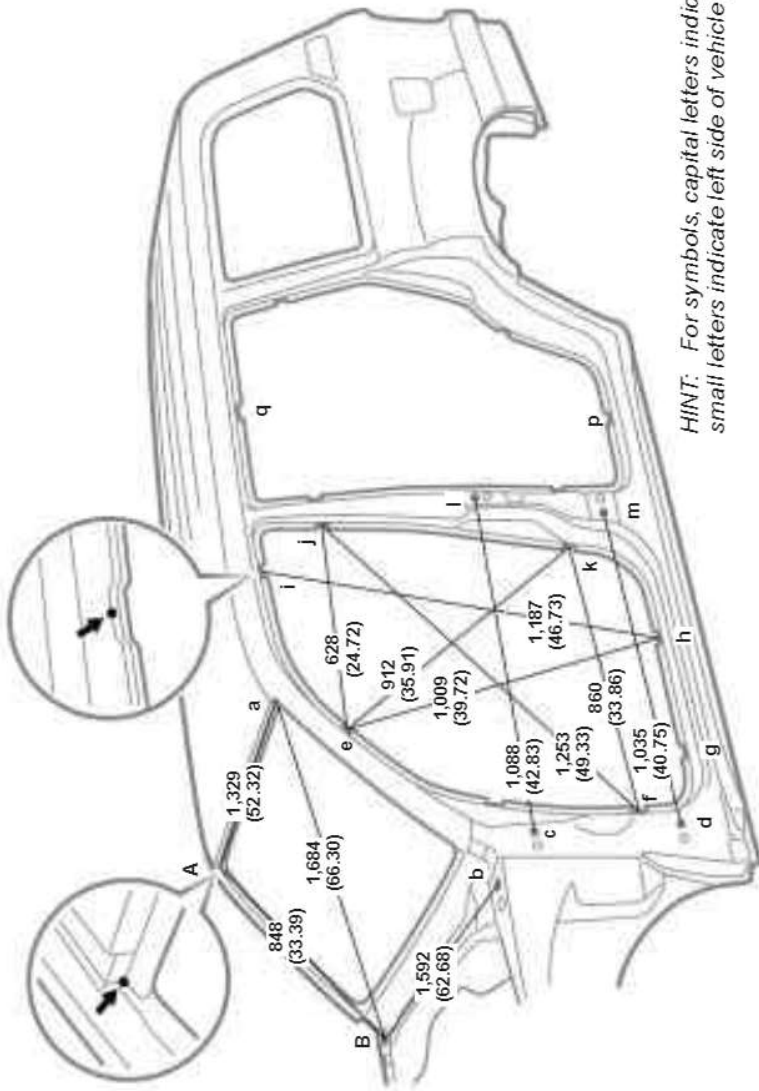 A
a
1,329
(52.32)
848
(33.39)
1,684
(66.30)
B
1,592
(62.68)
b
i
j
q
e
628
(24.72)
912
(35.91)
1,009
(39.72)
1,187
(46.73)
l
p
m
k
c
1,088
(42.83)
1,253
(49.33)
860
(33.86)
1,035
(40.75)
h
f
g
d
HINT: For symbols, capital letters indic
small letters indicate left side of vehicle